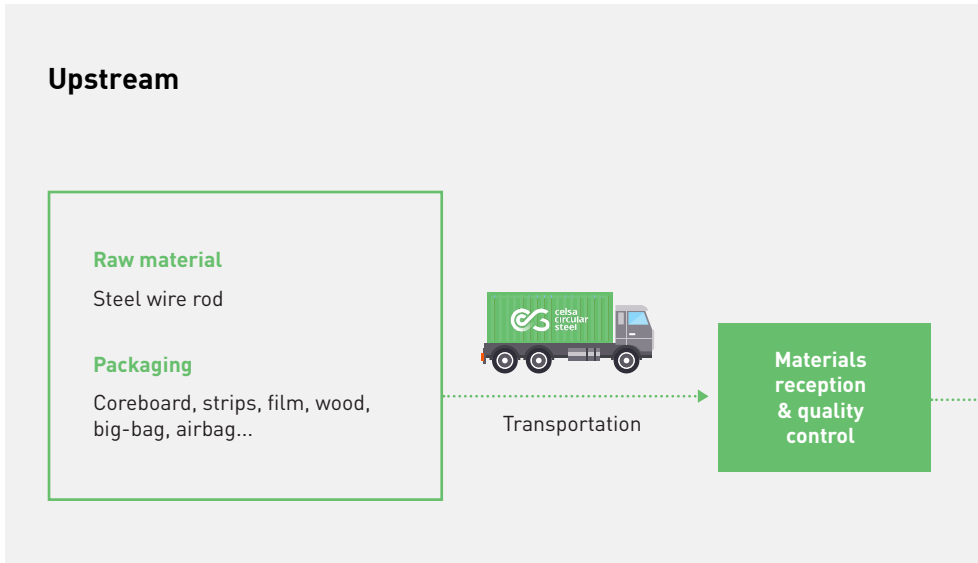 Upstream
Raw material
Steel wire rod
Packaging
Coreboard, strips, film, wood,
big-bag, airbag...
celsa
circular
steel
Transportation
Materials
reception
& quality
control